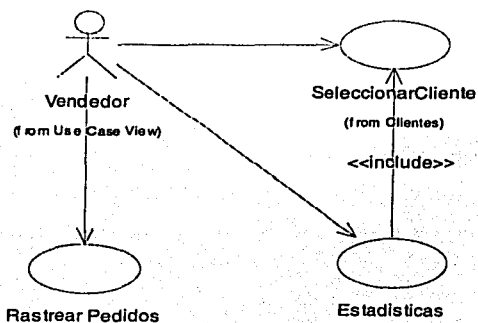 Vendedor
(from Use Case View)
SeleccionarCliente
(from Clientes)
<<include>>
Rastrear Pedidos
Estadisticas